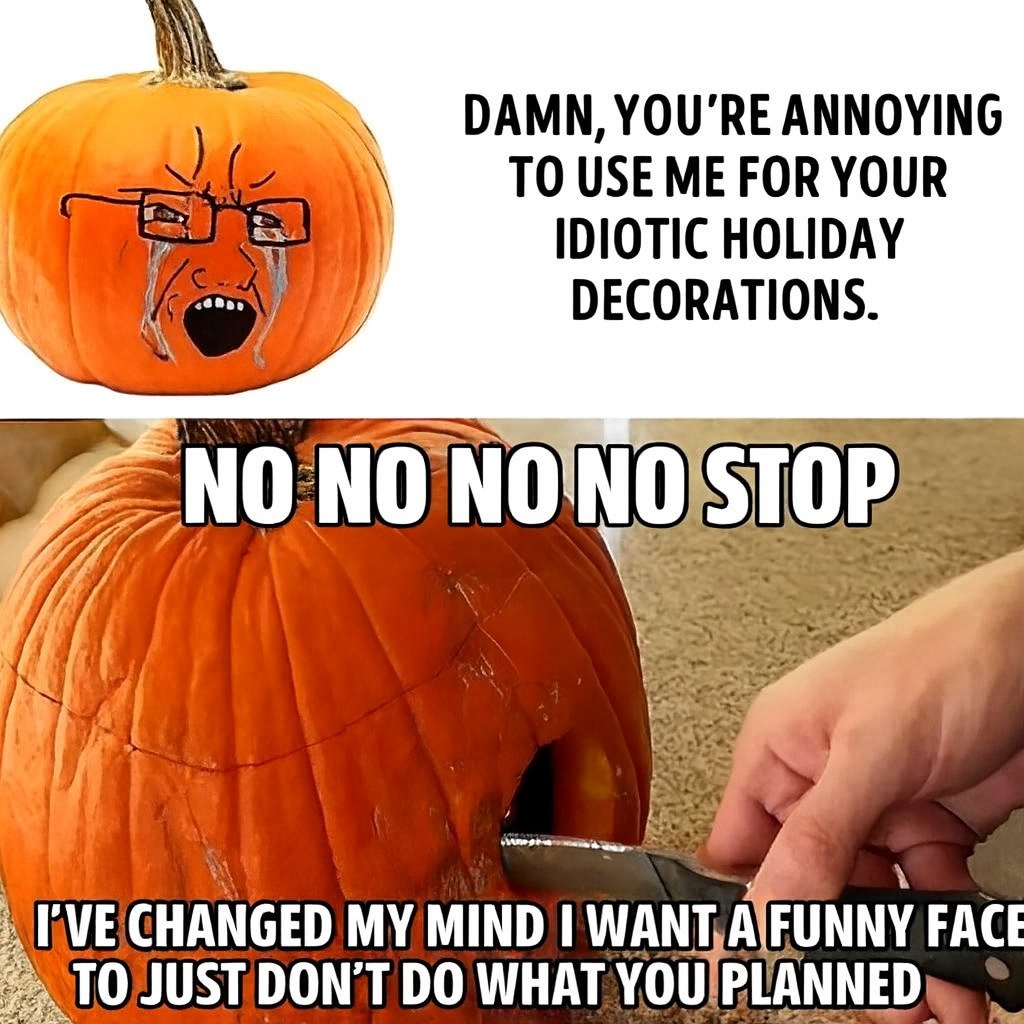 DAMN, YOU’RE ANNOYING
TO USE ME FOR YOUR
IDIOTIC HOLIDAY
DECORATIONS.
NO NO NO NO STOP
I’VE CHANGED MY MIND I WANT A FUNNY FACE
TO JUST DON’T DO WHAT YOU PLANNED